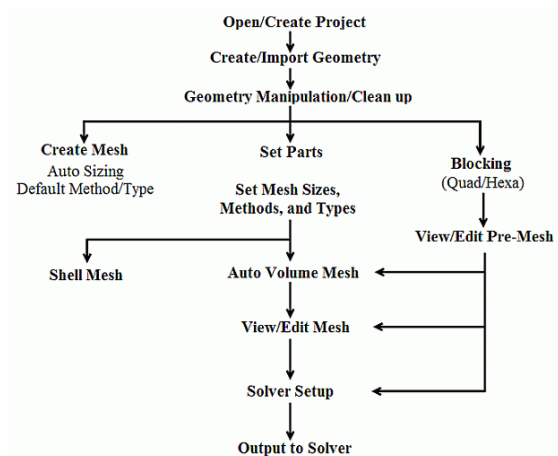 Open/Create Project
Create/Import Geometry
Geometry Manipulation/Clean up
Create Mesh
Auto Sizing
Default Method/Type
Set Parts
Set Mesh Sizes,
Methods, and Types
Blocking
(Quad/Hexa)
View/Edit Pre-Mesh
Shell Mesh
Auto Volume Mesh
View/Edit Mesh
Solver Setup
Output to Solver